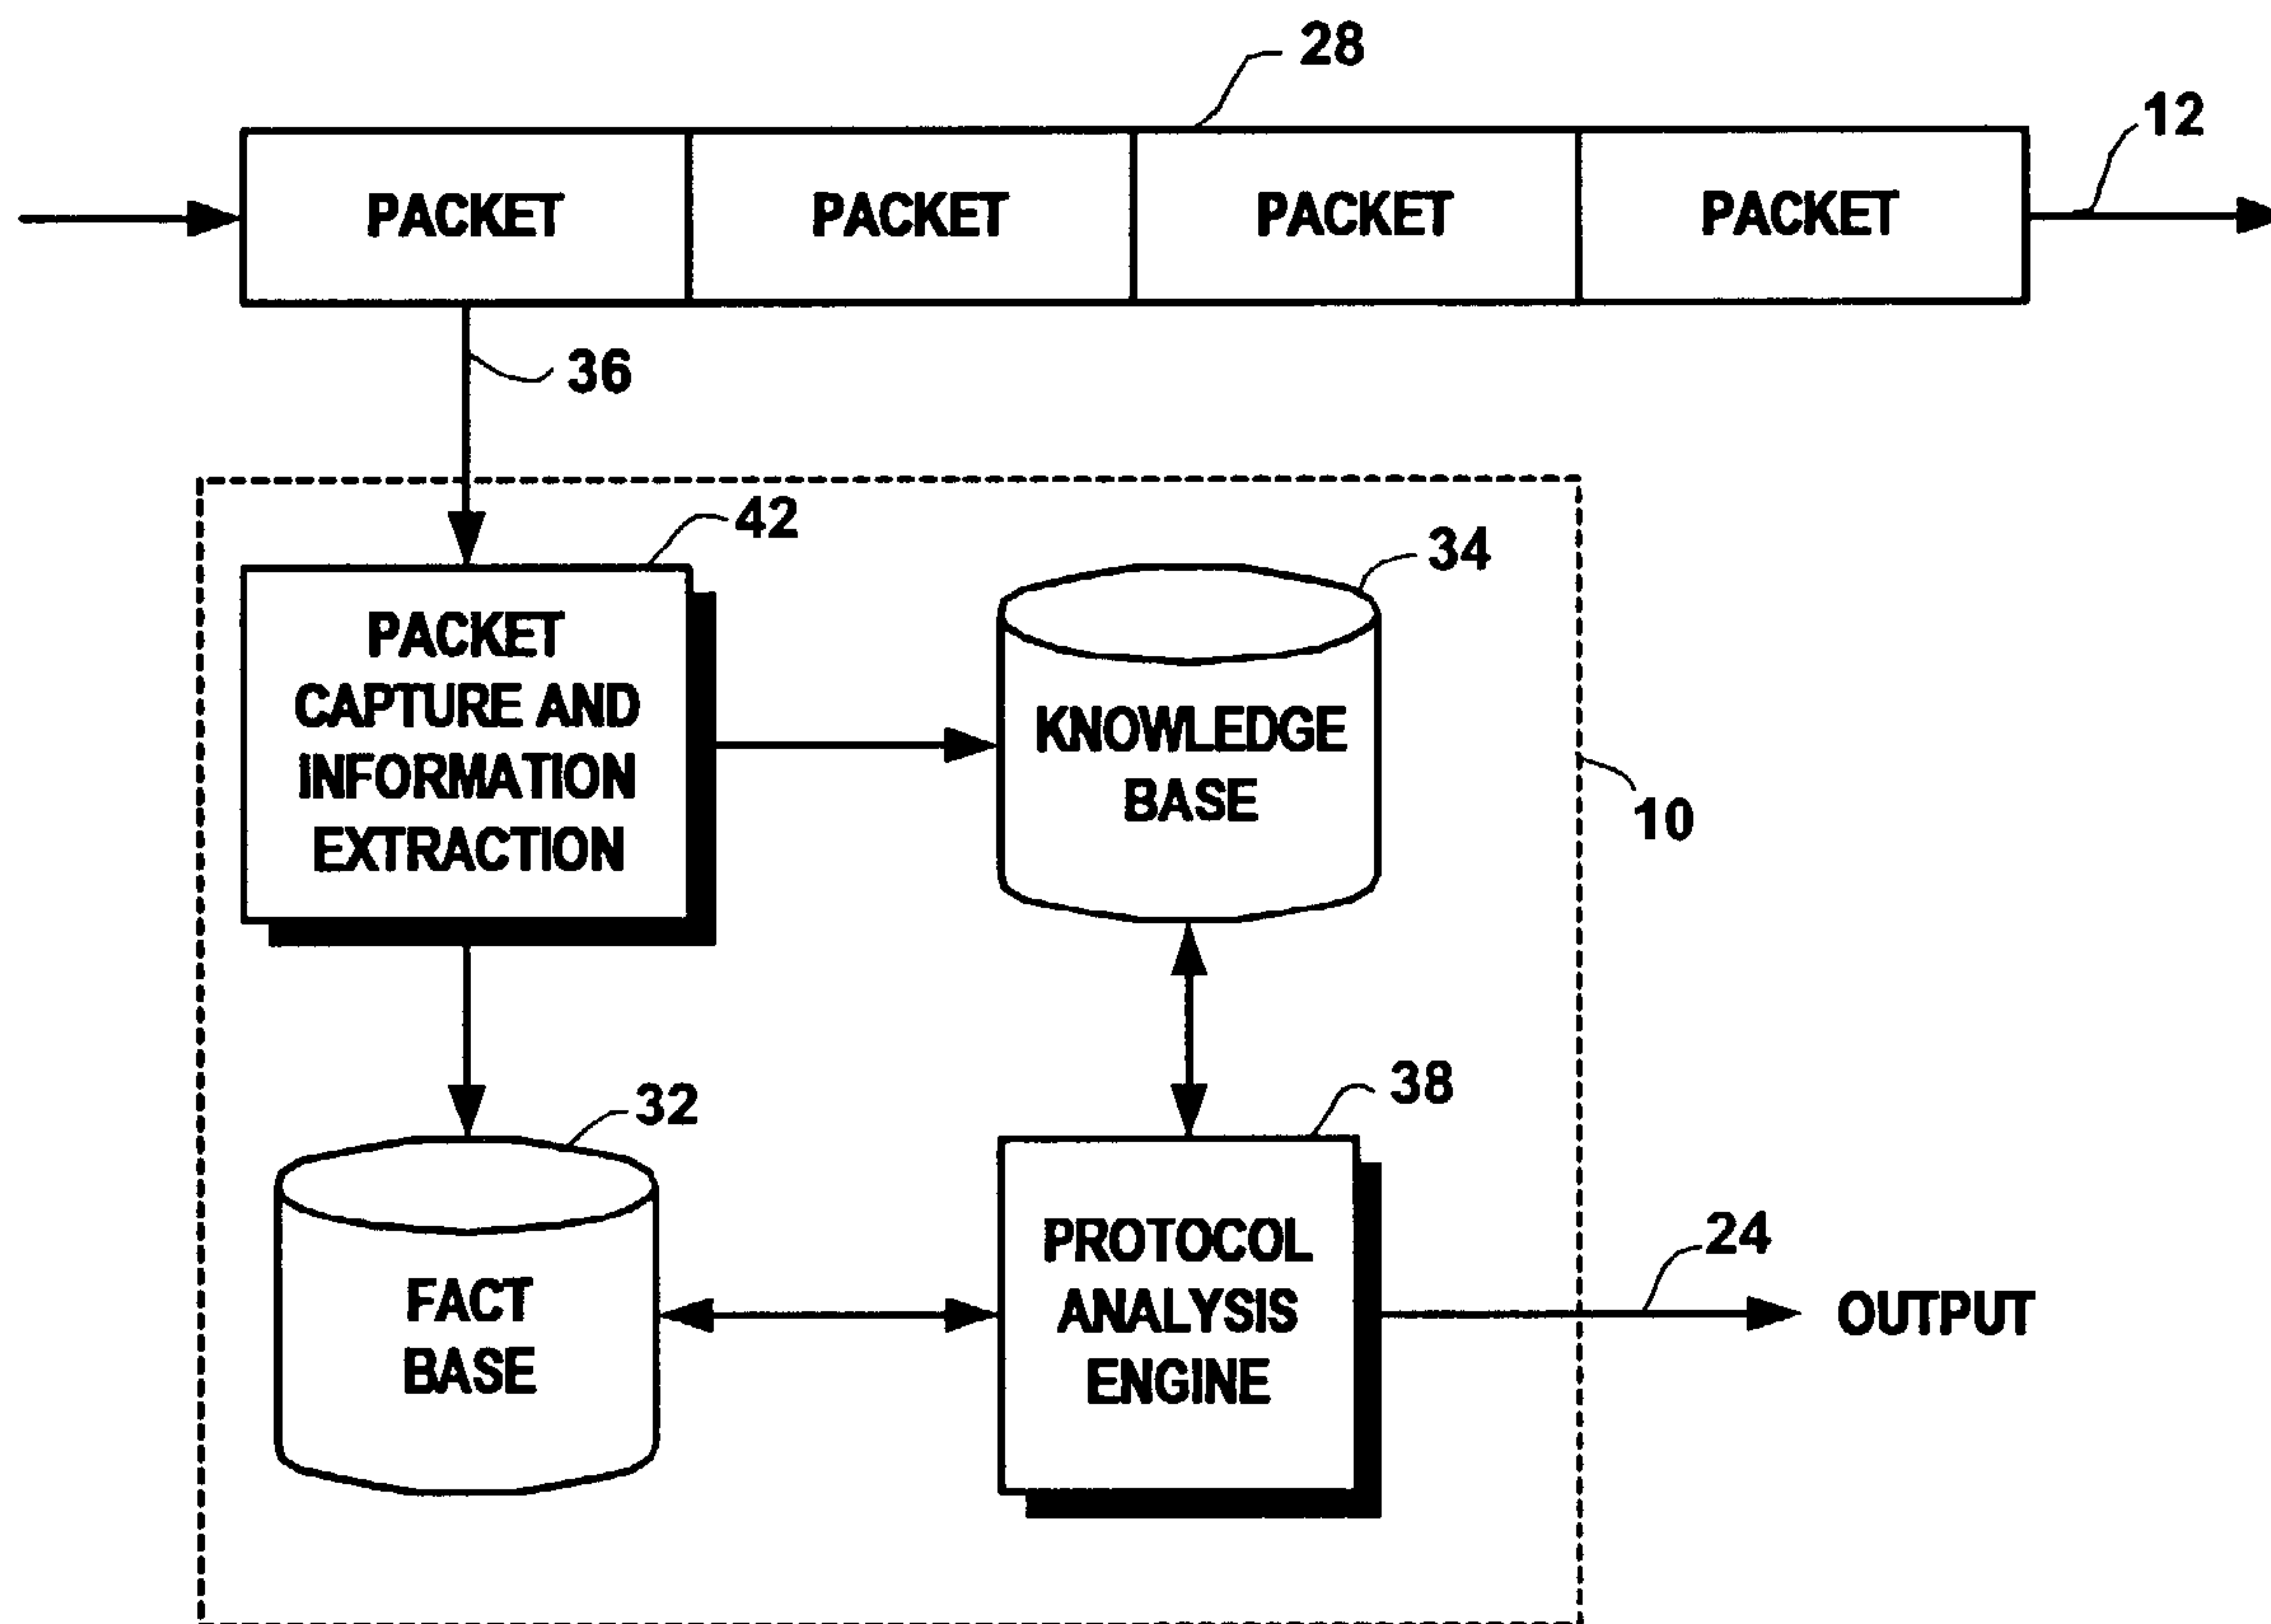 28
12
PACKET PACKET PACKET PACKET
36
42
34
PACKET
CAPTURE AND
INFORMATION
EXTRACTION
KNOWLEDGE
BASE
10
32
38
FACT
BASE
PROTOCOL
ANALYSIS
ENGINE
24
OUTPUT